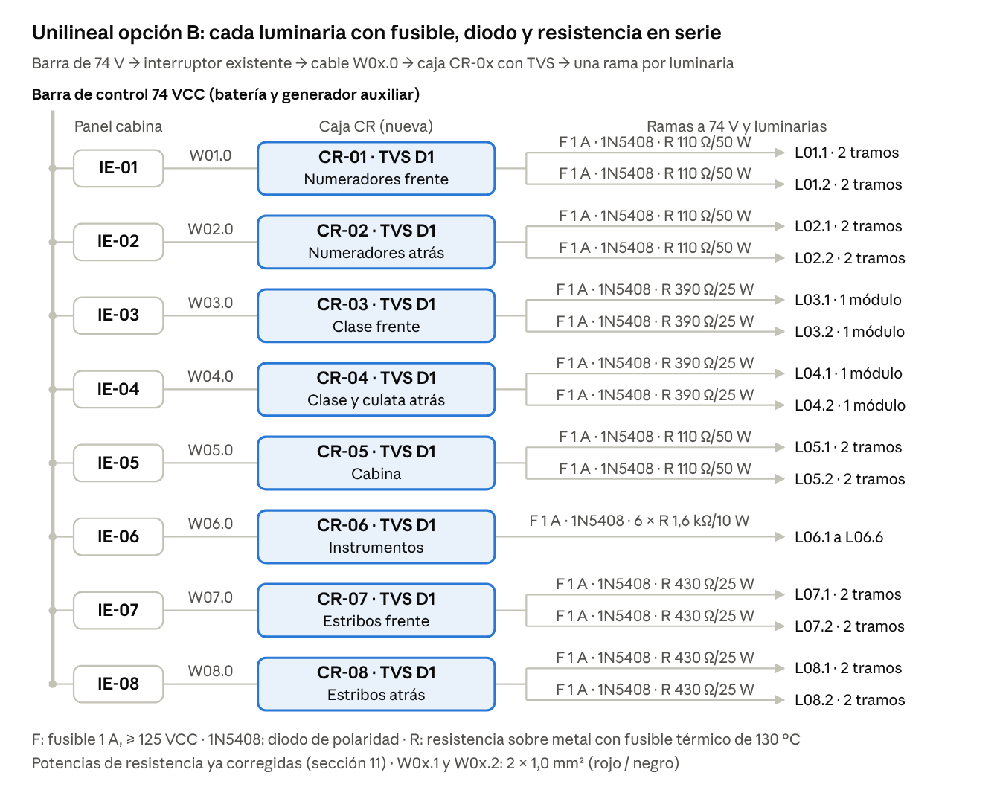 Unilineal opción B: cada luminaria con fusible, diodo y resistencia en serie
Barra de 74 V → interruptor existente → cable W0x.0 → caja CR-0x con TVS → una rama por luminaria
Barra de control 74 VCC (batería y generador auxiliar)
Panel cabina
Caja CR (nueva)
Ramas a 74 V y luminarias
IE-01
W01.0
CR-01 · TVS D1
Numeradores frente
F 1 A · 1N5408 · R 110 Ω/50 W
L01.1 · 2 tramos
F 1 A · 1N5408 · R 110 Ω/50 W
L01.2 · 2 tramos
IE-02
W02.0
CR-02 · TVS D1
Numeradores atrás
F 1 A · 1N5408 · R 110 Ω/50 W
L02.1 · 2 tramos
F 1 A · 1N5408 · R 110 Ω/50 W
L02.2 · 2 tramos
IE-03
W03.0
CR-03 · TVS D1
Clase frente
F 1 A · 1N5408 · R 390 Ω/25 W
L03.1 · 1 módulo
F 1 A · 1N5408 · R 390 Ω/25 W
L03.2 · 1 módulo
IE-04
W04.0
CR-04 · TVS D1
Clase y culata atrás
F 1 A · 1N5408 · R 390 Ω/25 W
L04.1 · 1 módulo
F 1 A · 1N5408 · R 390 Ω/25 W
L04.2 · 1 módulo
IE-05
W05.0
CR-05 · TVS D1
Cabina
F 1 A · 1N5408 · R 110 Ω/50 W
L05.1 · 2 tramos
F 1 A · 1N5408 · R 110 Ω/50 W
L05.2 · 2 tramos
IE-06
W06.0
CR-06 · TVS D1
Instrumentos
F 1 A · 1N5408 · 6 × R 1,6 kΩ/10 W
L06.1 a L06.6
IE-07
W07.0
CR-07 · TVS D1
Estribos frente
F 1 A · 1N5408 · R 430 Ω/25 W
L07.1 · 2 tramos
F 1 A · 1N5408 · R 430 Ω/25 W
L07.2 · 2 tramos
IE-08
W08.0
CR-08 · TVS D1
Estribos atrás
F 1 A · 1N5408 · R 430 Ω/25 W
L08.1 · 2 tramos
F 1 A · 1N5408 · R 430 Ω/25 W
L08.2 · 2 tramos
F: fusible 1 A, ≥ 125 VCC · 1N5408: diodo de polaridad · R: resistencia sobre metal con fusible térmico de 130 °C
Potencias de resistencia ya corregidas (sección 11) · W0x.1 y W0x.2: 2 × 1,0 mm² (rojo / negro)